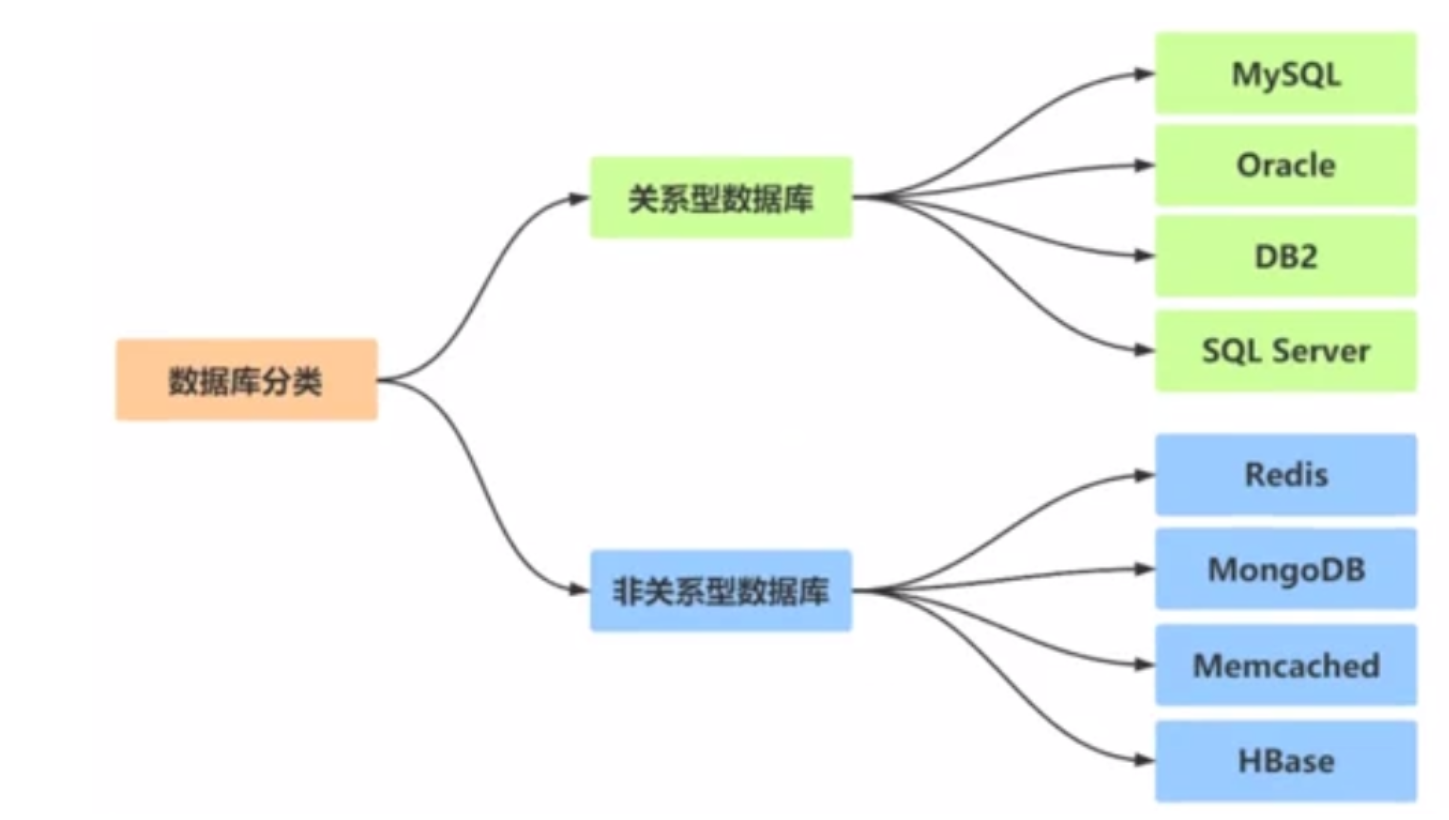 数据库分类
关系型数据库
MySQL
Oracle
DB2
SQL Server
非关系型数据库
Redis
MongoDB
Memcached
HBase